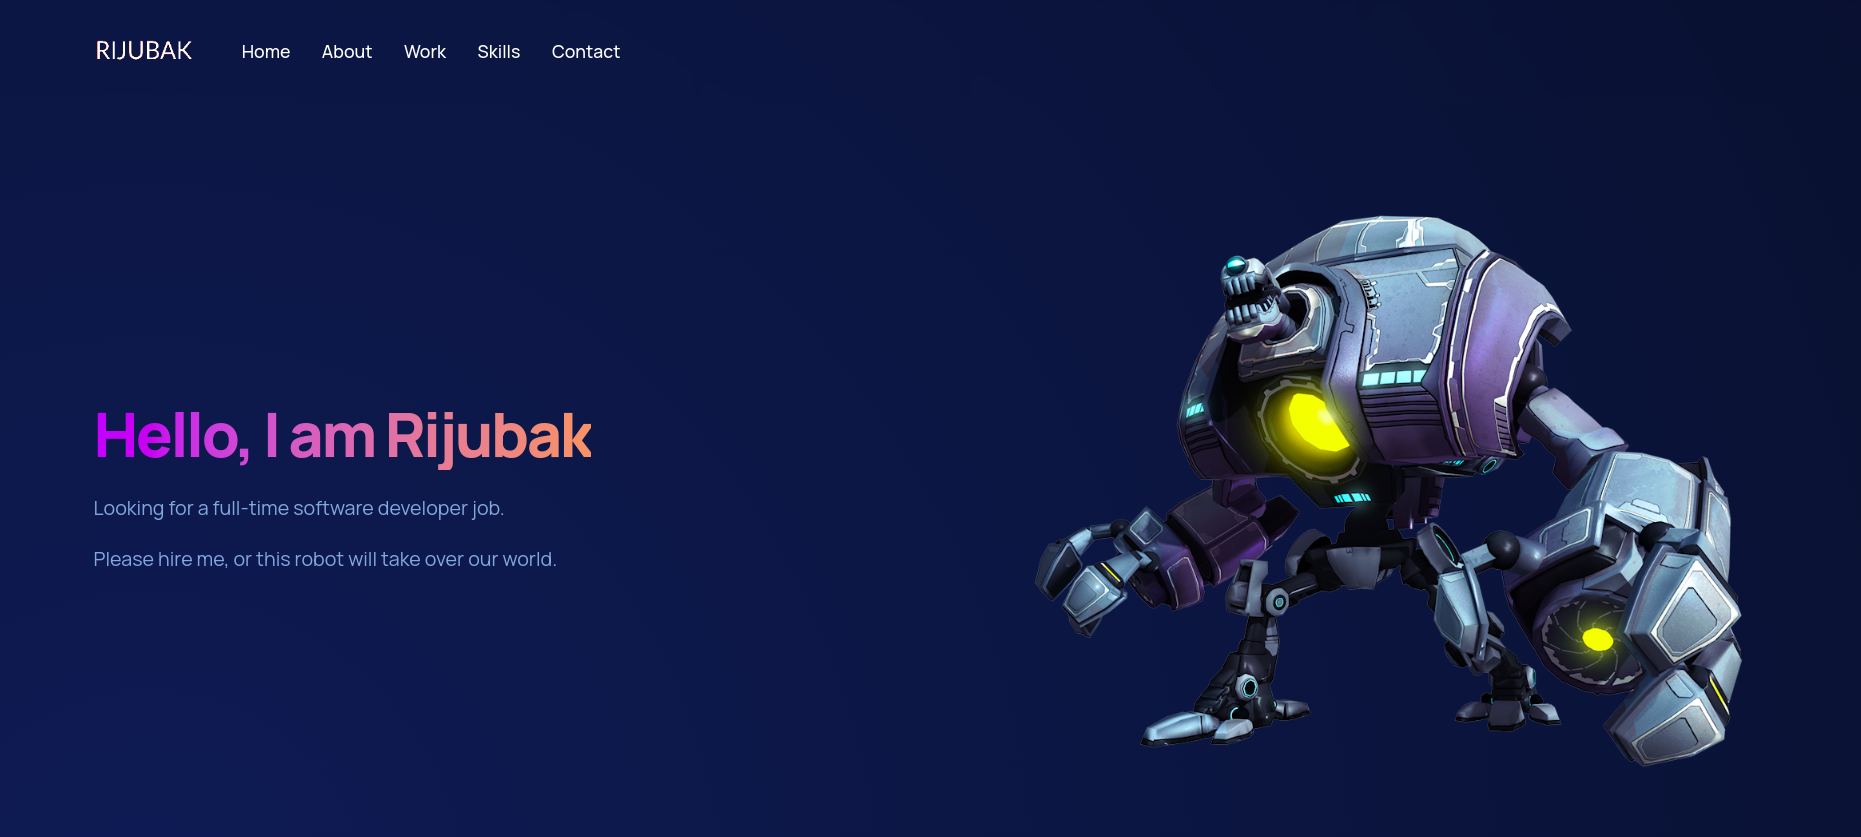 RIJUBAK
Home About Work Skills Contact
Hello, I am Rijubak
Looking for a full-time software developer job.
Please hire me, or this robot will take over our world.